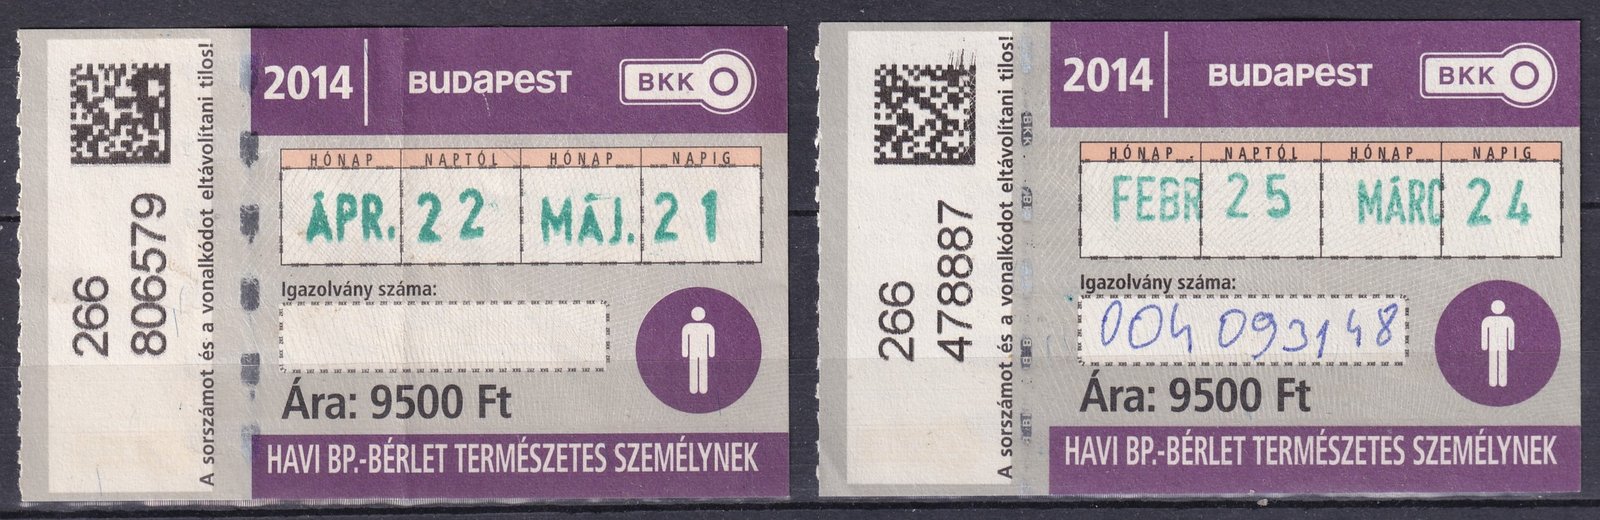 266
806579
A sorszámot és a vonalkódot eltávolítani tilos!
2014 BUDAPEST BKK
HÓNAP NAPTÓL HÓNAP NAPIG
ÁPR. 22 MÁJ. 21
Igazolvány száma:
Ára: 9500 Ft
HAVI BP.-BÉRLET TERMÉSZETES SZEMÉLYNEK
266
478887
A sorszámot és a vonalkódot eltávolítani tilos!
2014 BUDAPEST BKK
HÓNAP NAPTÓL HÓNAP NAPIG
FEBR 25 MÁRC 24
Igazolvány száma:
004 093148
Ára: 9500 Ft
HAVI BP.-BÉRLET TERMÉSZETES SZEMÉLYNEK